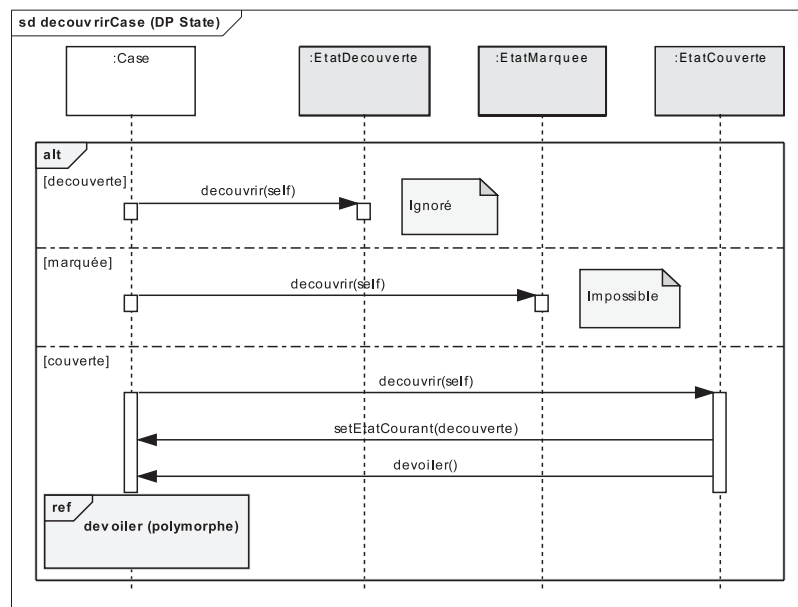 sd decouvrirCase (DP State)
:Case
:EtatDecouverte
:EtatMarquee
:EtatCouverte
alt
[decouverte]
decouvrir(self)
Ignoré
[marquée]
decouvrir(self)
Impossible
[couverte]
decouvrir(self)
setEtatCourant(decouverte)
devoiler()
ref
devoiler (polymorphe)